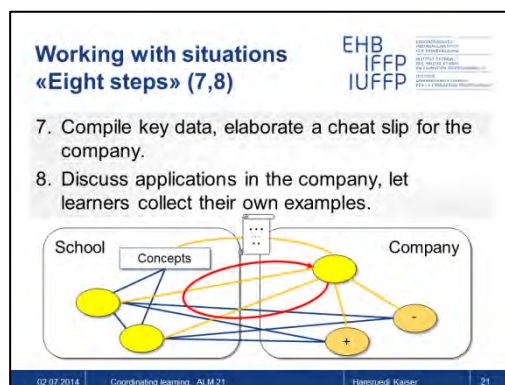 Working with situations
«Eight steps» (7,8)
EHB
IFFP
IUFFP
7. Compile key data, elaborate a cheat slip for the
company.
8. Discuss applications in the company, let
learners collect their own examples.
School
Company
Concepts
-
+
02.07.2014 Coordinating learning ALM 21 Hansruedi Kaiser 21